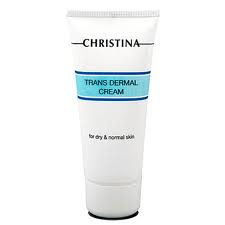 CHRISTINA
TRANS DERMAL
CREAM
for dry & normal skin